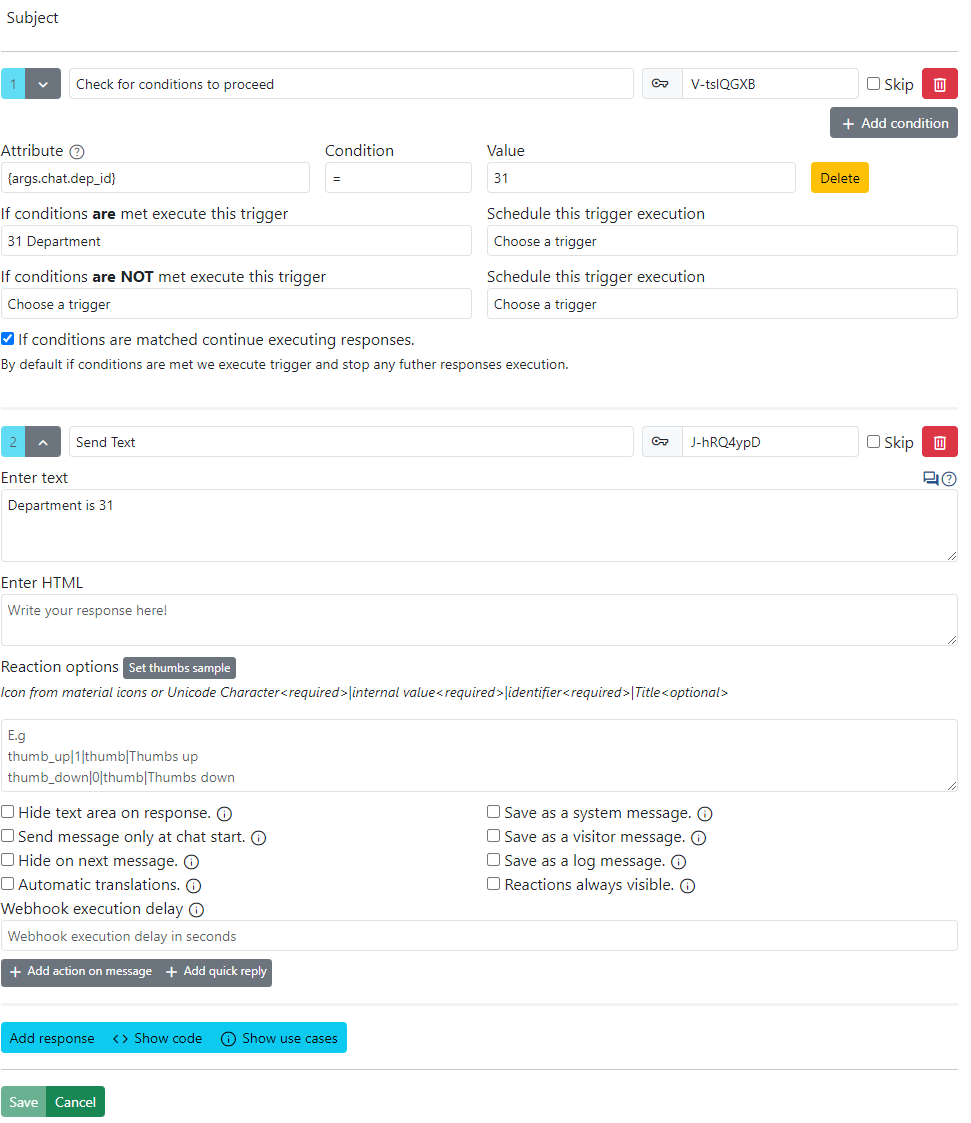 Subject
1 Check for conditions to proceed V-tslQGXB Skip
+ Add condition
Attribute Condition Value
{args.chat.dep_id} = 31 Delete
If conditions are met execute this trigger Schedule this trigger execution
31 Department Choose a trigger
If conditions are NOT met execute this trigger Schedule this trigger execution
Choose a trigger Choose a trigger
If conditions are matched continue executing responses.
By default if conditions are met we execute trigger and stop any futher responses execution.
2 Send Text J-hRQ4ypD Skip
Enter text
Department is 31
Enter HTML
Write your response here!
Reaction options Set thumbs sample
Icon from material icons or Unicode Character<required>|internal value<required>|identifier<required>|Title<optional>
E.g
thumb_up|1|thumb|Thumbs up
thumb_down|0|thumb|Thumbs down
Hide text area on response. Save as a system message.
Send message only at chat start. Save as a visitor message.
Hide on next message. Save as a log message.
Automatic translations. Reactions always visible.
Webhook execution delay
Webhook execution delay in seconds
+ Add action on message + Add quick reply
Add response <> Show code Show use cases
Save Cancel